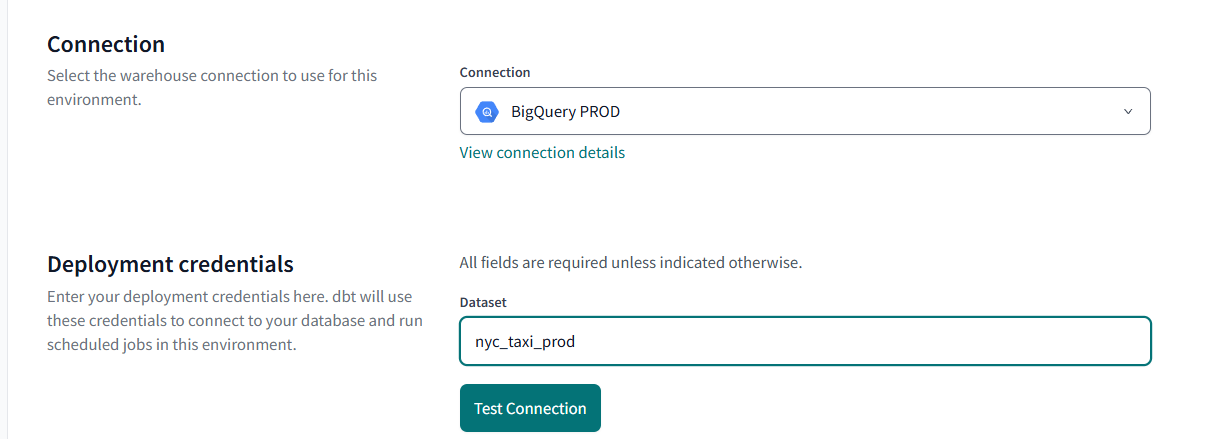 Connection
Select the warehouse connection to use for this
environment.
Connection
BigQuery PROD
View connection details
Deployment credentials
Enter your deployment credentials here. dbt will use
these credentials to connect to your database and run
scheduled jobs in this environment.
All fields are required unless indicated otherwise.
Dataset
nyc_taxi_prod
Test Connection